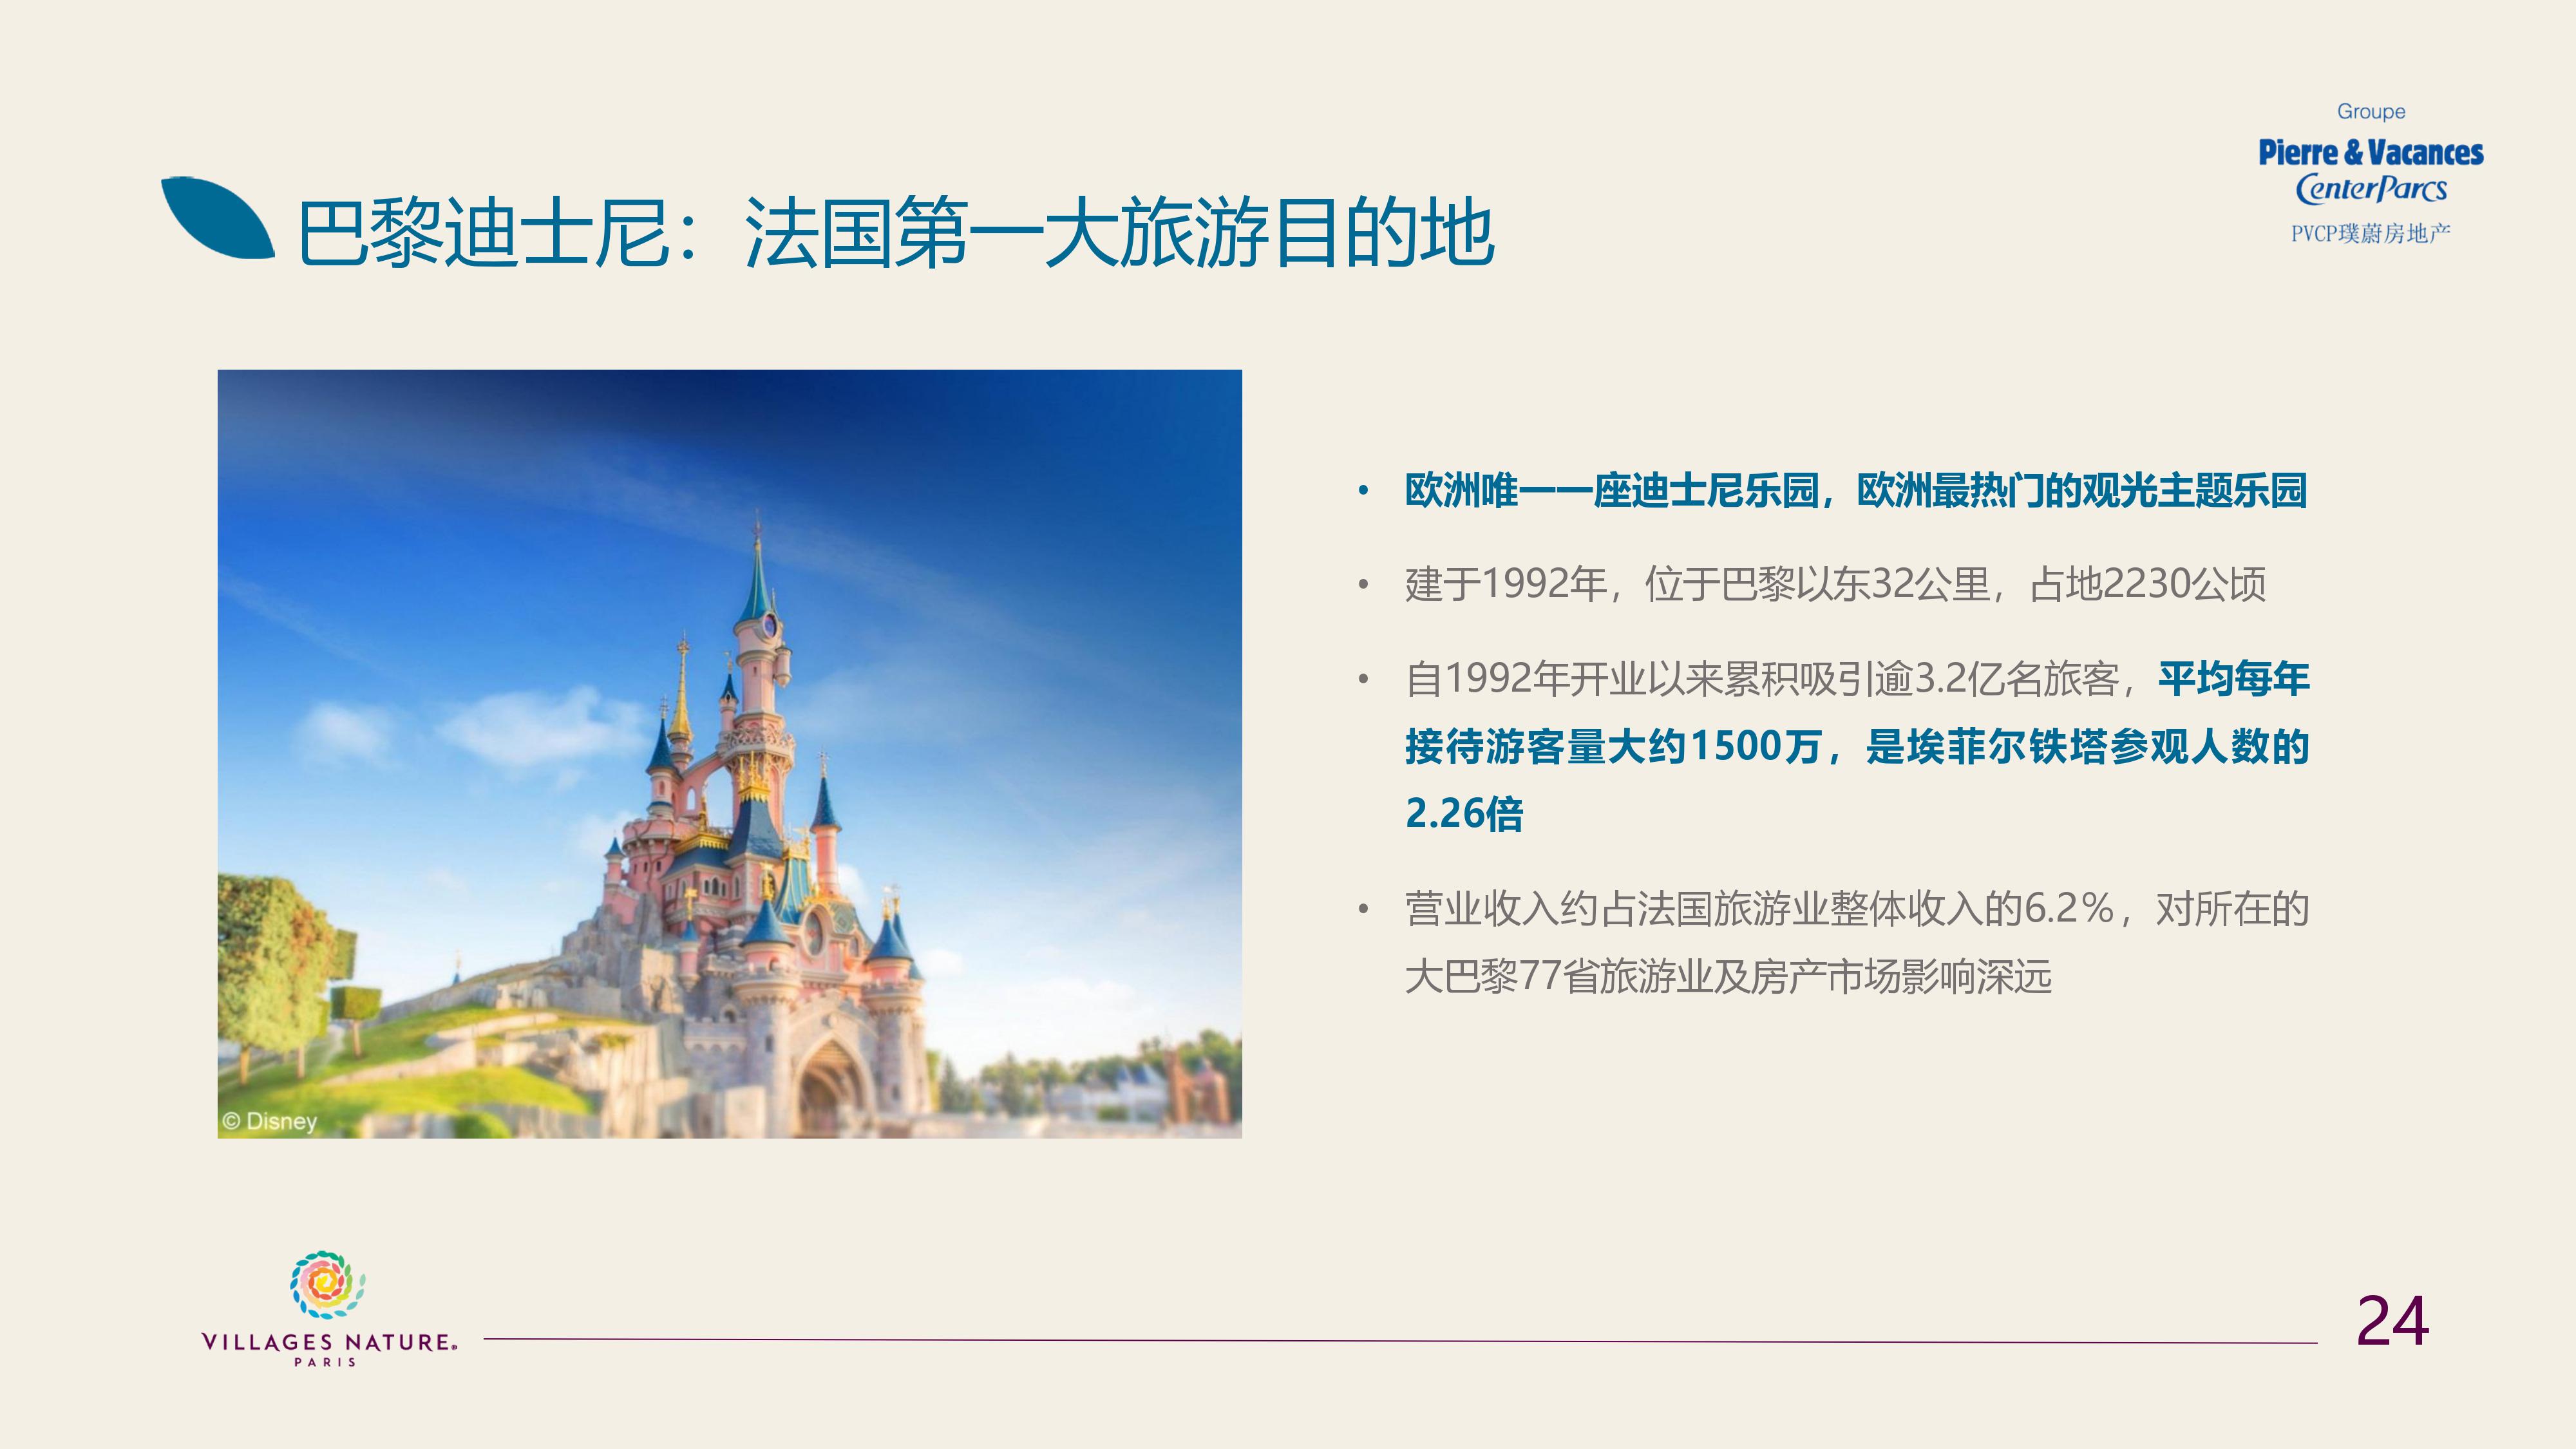 Groupe
Pierre & Vacances
CenterParcs
PVCP璞蔚房地产
巴黎迪士尼：法国第一大旅游目的地
• 欧洲唯一一座迪士尼乐园，欧洲最热门的观光主题乐园
• 建于1992年，位于巴黎以东32公里，占地2230公顷
• 自1992年开业以来累积吸引逾3.2亿名旅客，平均每年
接待游客量大约1500万，是埃菲尔铁塔参观人数的
2.26倍
• 营业收入约占法国旅游业整体收入的6.2%，对所在的
大巴黎77省旅游业及房产市场影响深远
© Disney
VILLAGES NATURE®
PARIS
24